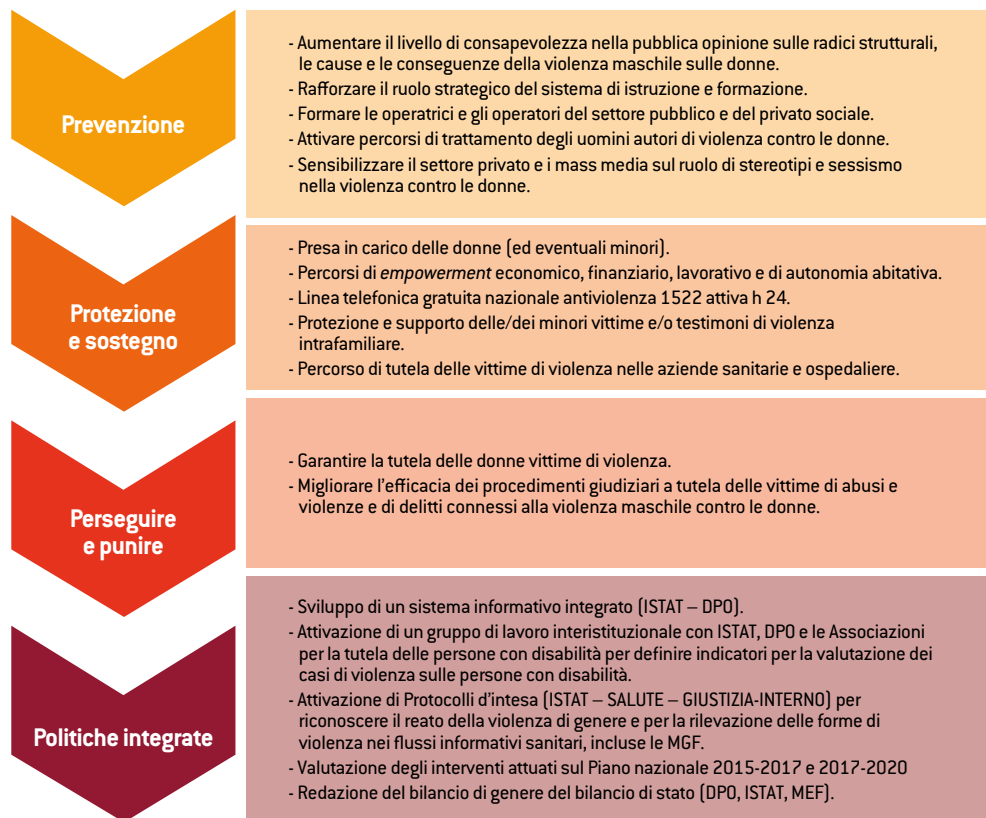 Prevenzione
- Aumentare il livello di consapevolezza nella pubblica opinione sulle radici strutturali,
le cause e le conseguenze della violenza maschile sulle donne.
- Rafforzare il ruolo strategico del sistema di istruzione e formazione.
- Formare le operatrici e gli operatori del settore pubblico e del privato sociale.
- Attivare percorsi di trattamento degli uomini autori di violenza contro le donne.
- Sensibilizzare il settore privato e i mass media sul ruolo di stereotipi e sessismo
nella violenza contro le donne.
Protezione
e sostegno
- Presa in carico delle donne (ed eventuali minori).
- Percorsi di empowerment economico, finanziario, lavorativo e di autonomia abitativa.
- Linea telefonica gratuita nazionale antiviolenza 1522 attiva h 24.
- Protezione e supporto delle/dei minori vittime e/o testimoni di violenza
intrafamiliare.
- Percorso di tutela delle vittime di violenza nelle aziende sanitarie e ospedaliere.
Perseguire
e punire
- Garantire la tutela delle donne vittime di violenza.
- Migliorare l'efficacia dei procedimenti giudiziari a tutela delle vittime di abusi e
violenze e di delitti connessi alla violenza maschile contro le donne.
Politiche integrate
- Sviluppo di un sistema informativo integrato (ISTAT – DPO).
- Attivazione di un gruppo di lavoro interistituzionale con ISTAT, DPO e le Associazioni
per la tutela delle persone con disabilità per definire indicatori per la valutazione dei
casi di violenza sulle persone con disabilità.
- Attivazione di Protocolli d'intesa (ISTAT – SALUTE – GIUSTIZIA-INTERNO) per
riconoscere il reato della violenza di genere e per la rilevazione delle forme di
violenza nei flussi informativi sanitari, incluse le MGF.
- Valutazione degli interventi attuati sul Piano nazionale 2015-2017 e 2017-2020
- Redazione del bilancio di genere del bilancio di stato (DPO, ISTAT, MEF).